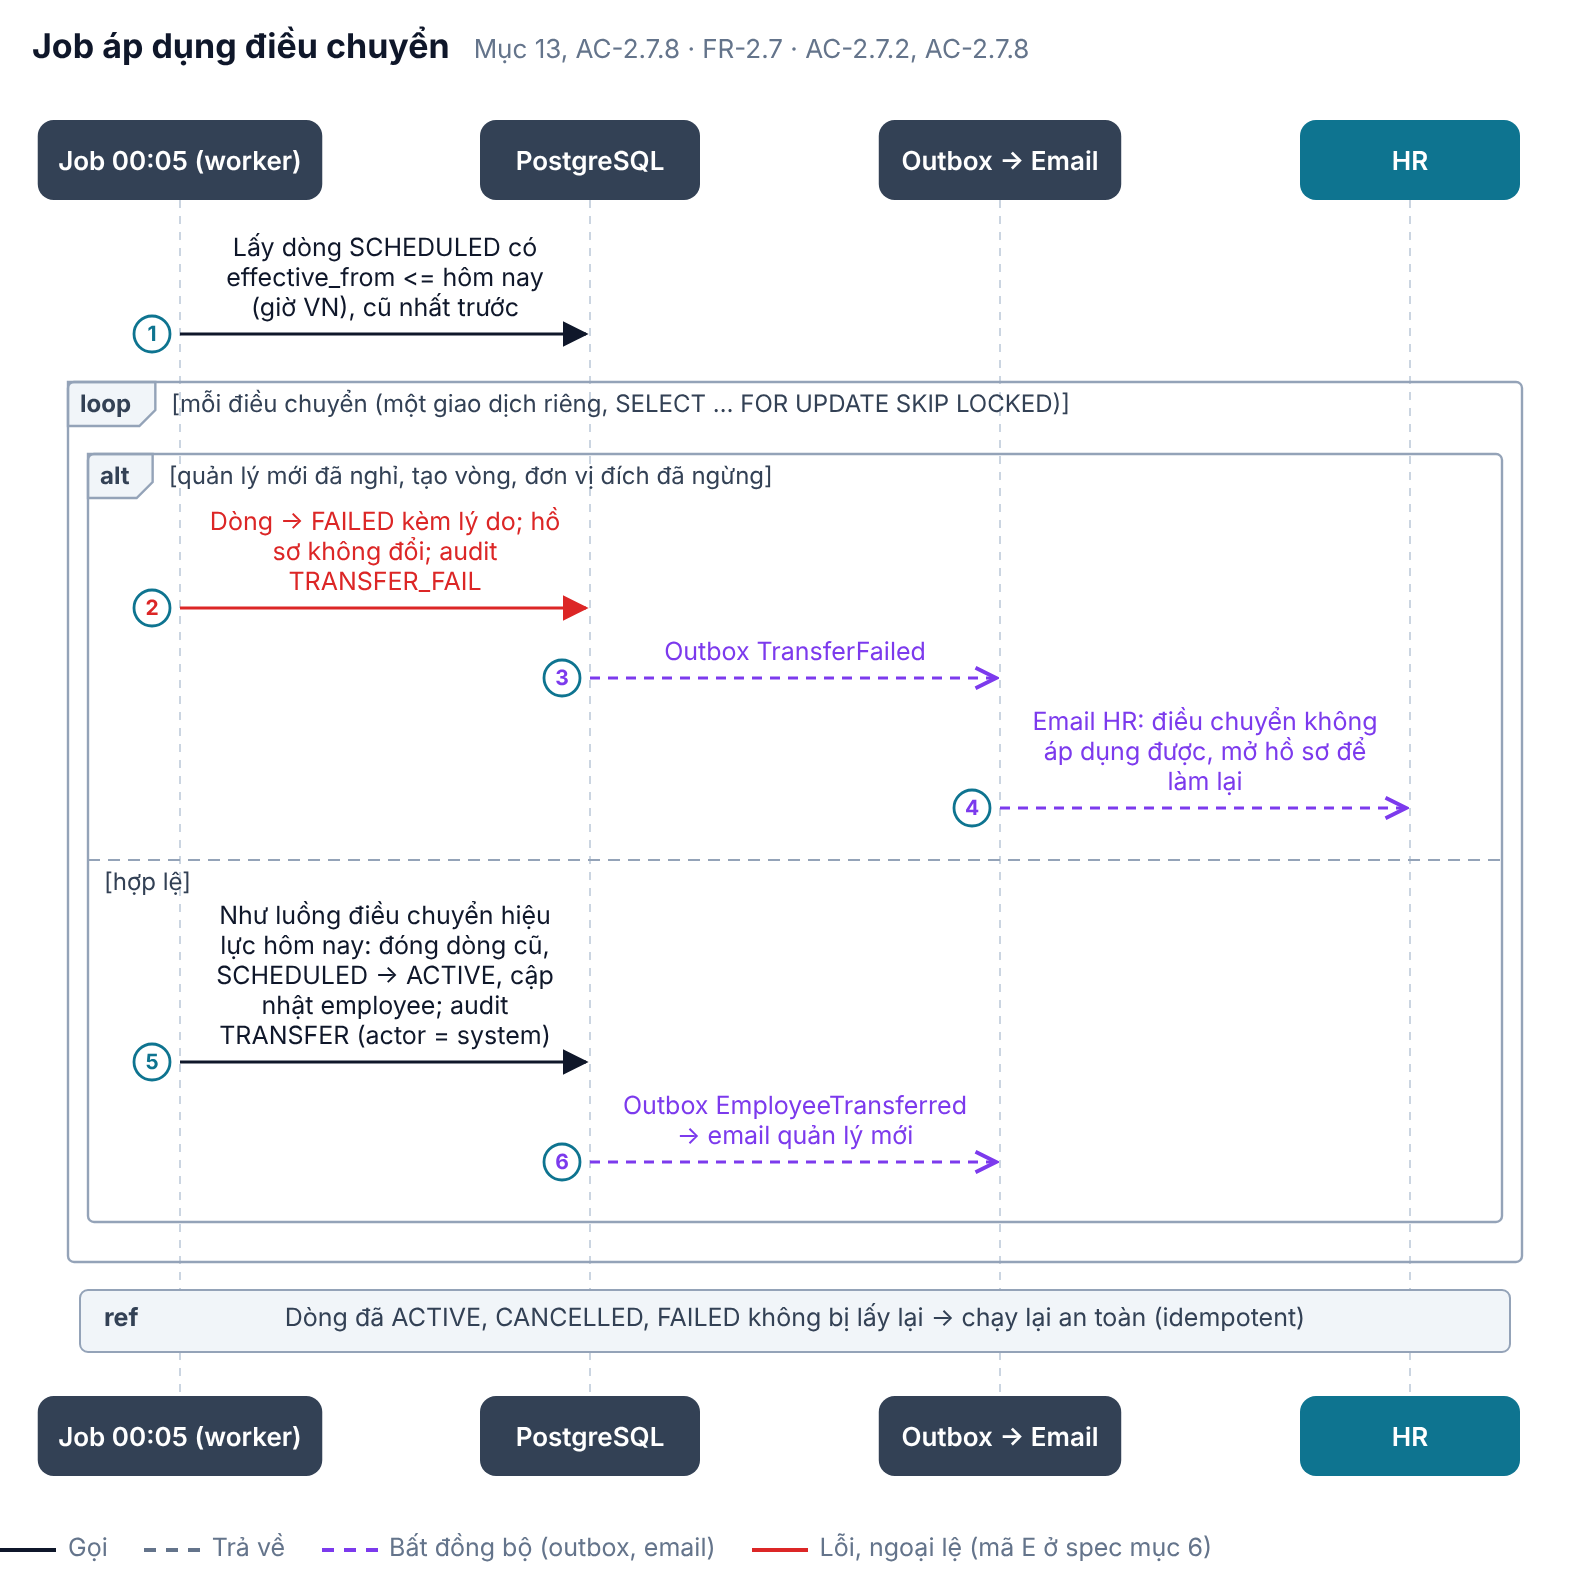 Job áp dụng điều chuyển Mục 13, AC-2.7.8 · FR-2.7 · AC-2.7.2, AC-2.7.8
Job 00:05 (worker) PostgreSQL Outbox → Email HR
Lấy dòng SCHEDULED có
effective_from <= hôm nay
(giờ VN), cũ nhất trước
1
loop [mỗi điều chuyển (một giao dịch riêng, SELECT ... FOR UPDATE SKIP LOCKED)]
alt [quản lý mới đã nghỉ, tạo vòng, đơn vị đích đã ngừng]
Dòng → FAILED kèm lý do; hồ
sơ không đổi; audit
TRANSFER_FAIL
2
Outbox TransferFailed
3
Email HR: điều chuyển không
áp dụng được, mở hồ sơ để
làm lại
4
[hợp lệ]
Như luồng điều chuyển hiệu
lực hôm nay: đóng dòng cũ,
SCHEDULED → ACTIVE, cập
nhật employee; audit
TRANSFER (actor = system)
5
Outbox EmployeeTransferred
→ email quản lý mới
6
ref Dòng đã ACTIVE, CANCELLED, FAILED không bị lấy lại → chạy lại an toàn (idempotent)
Job 00:05 (worker) PostgreSQL Outbox → Email HR
Gọi Trả về Bất đồng bộ (outbox, email) Lỗi, ngoại lệ (mã E ở spec mục 6)